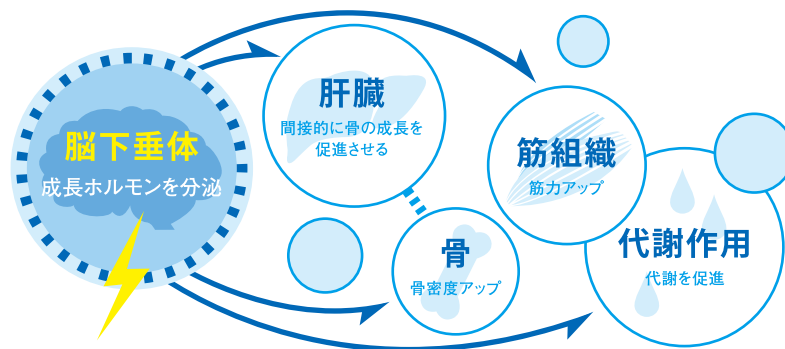 脳下垂体
成長ホルモンを分泌
肝臓
間接的に骨の成長を
促進させる
筋組織
筋力アップ
骨
骨密度アップ
代謝作用
代謝を促進